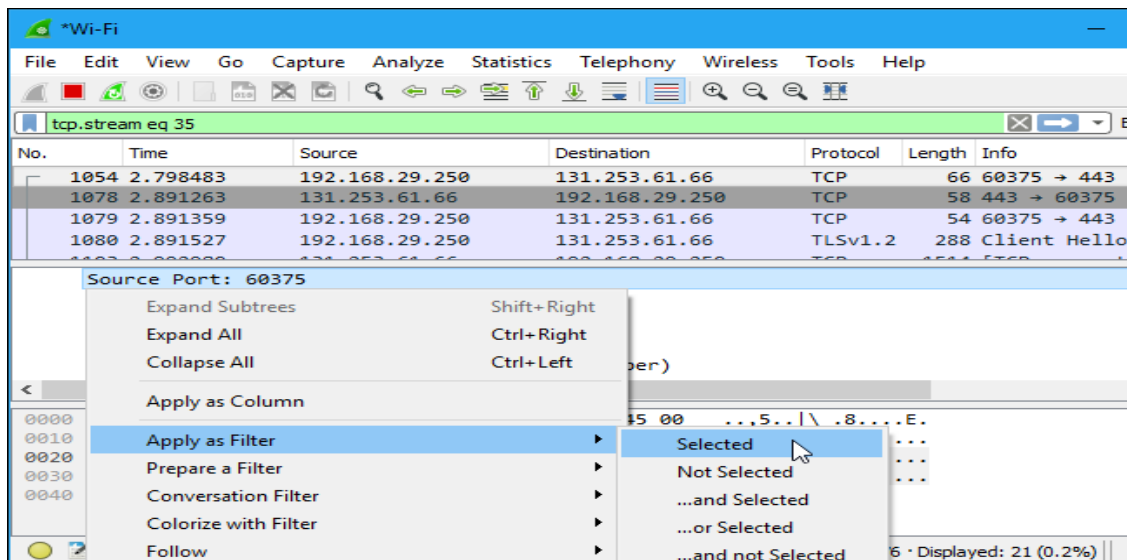 *Wi-Fi
File Edit View Go Capture Analyze Statistics Telephony Wireless Tools Help
tcp.stream eq 35
No. Time Source Destination Protocol Length Info
1054 2.798483 192.168.29.250 131.253.61.66 TCP 66 60375 → 443
1078 2.891263 131.253.61.66 192.168.29.250 TCP 58 443 → 60375
1079 2.891359 192.168.29.250 131.253.61.66 TCP 54 60375 → 443
1080 2.891527 192.168.29.250 131.253.61.66 TLSv1.2 288 Client Hello
Source Port: 60375
Expand Subtrees Shift+Right
Expand All Ctrl+Right
Collapse All Ctrl+Left
ber)
Apply as Column
0000 45 00 ..,5..|\ .8....E.
0010 Apply as Filter Selected ...
0020 ...
Prepare a Filter Not Selected
0030 ...
0040 Conversation Filter ...and Selected
Colorize with Filter ...or Selected
Follow ...and not Selected 6 · Displayed: 21 (0.2%)